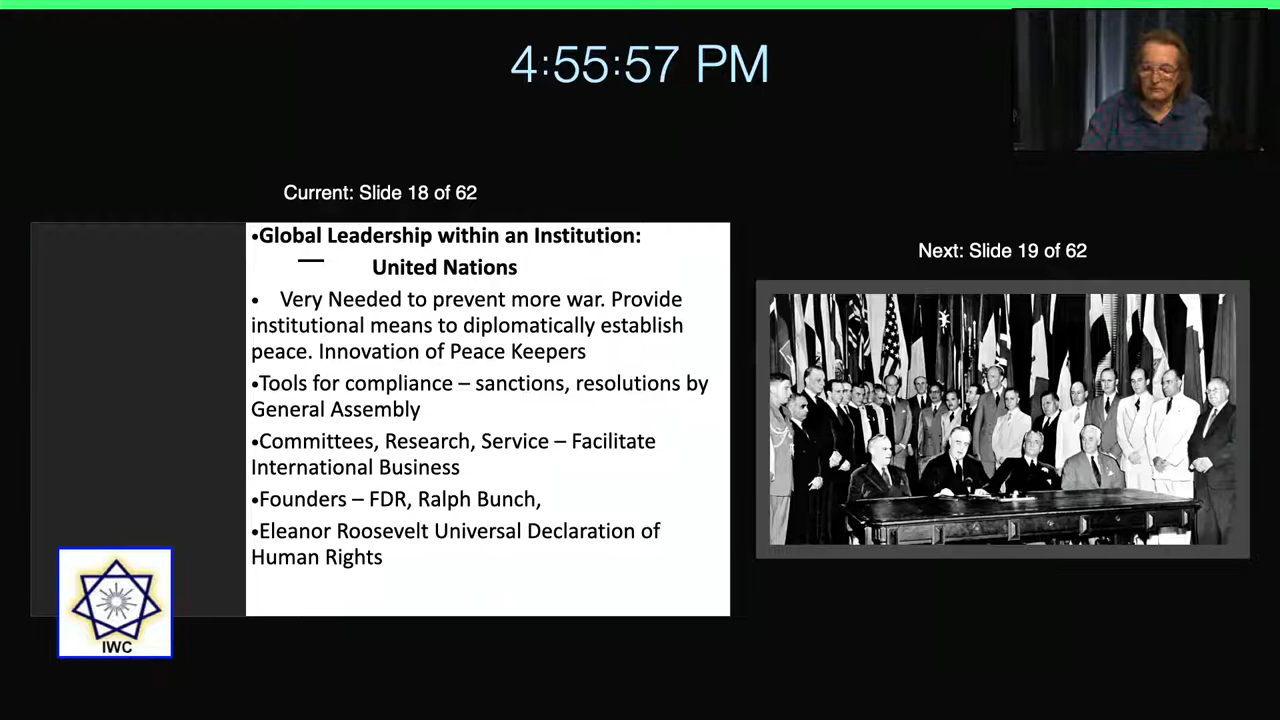 4:55:57 PM
Current: Slide 18 of 62
•Global Leadership within an Institution:
United Nations
• Very Needed to prevent more war. Provide
institutional means to diplomatically establish
peace. Innovation of Peace Keepers
•Tools for compliance – sanctions, resolutions by
General Assembly
•Committees, Research, Service – Facilitate
International Business
•Founders – FDR, Ralph Bunch,
•Eleanor Roosevelt Universal Declaration of
Human Rights
IWC
Next: Slide 19 of 62